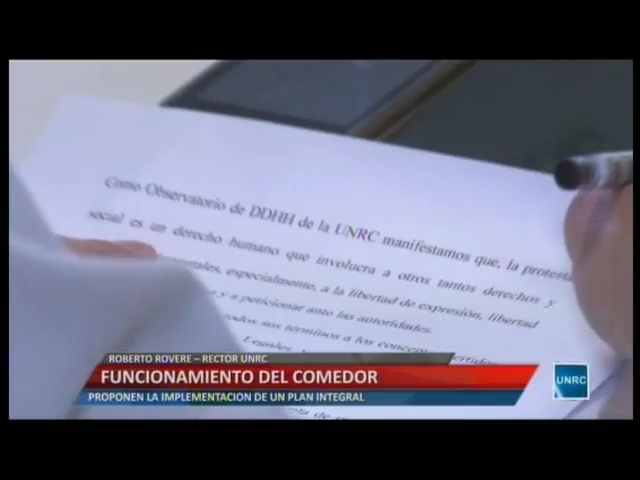 Como Observatorio de DDHH de la UNRC manifestamos que, la protesta
social es un derecho humano que involucra a otros tantos derechos y
especialmente, a la libertad de expresión, libertad
y a peticionar ante las autoridades.
todos sus términos a los
Legales,
ROBERTO ROVERE – RECTOR UNRC
FUNCIONAMIENTO DEL COMEDOR
UNRC
PROPONEN LA IMPLEMENTACION DE UN PLAN INTEGRAL